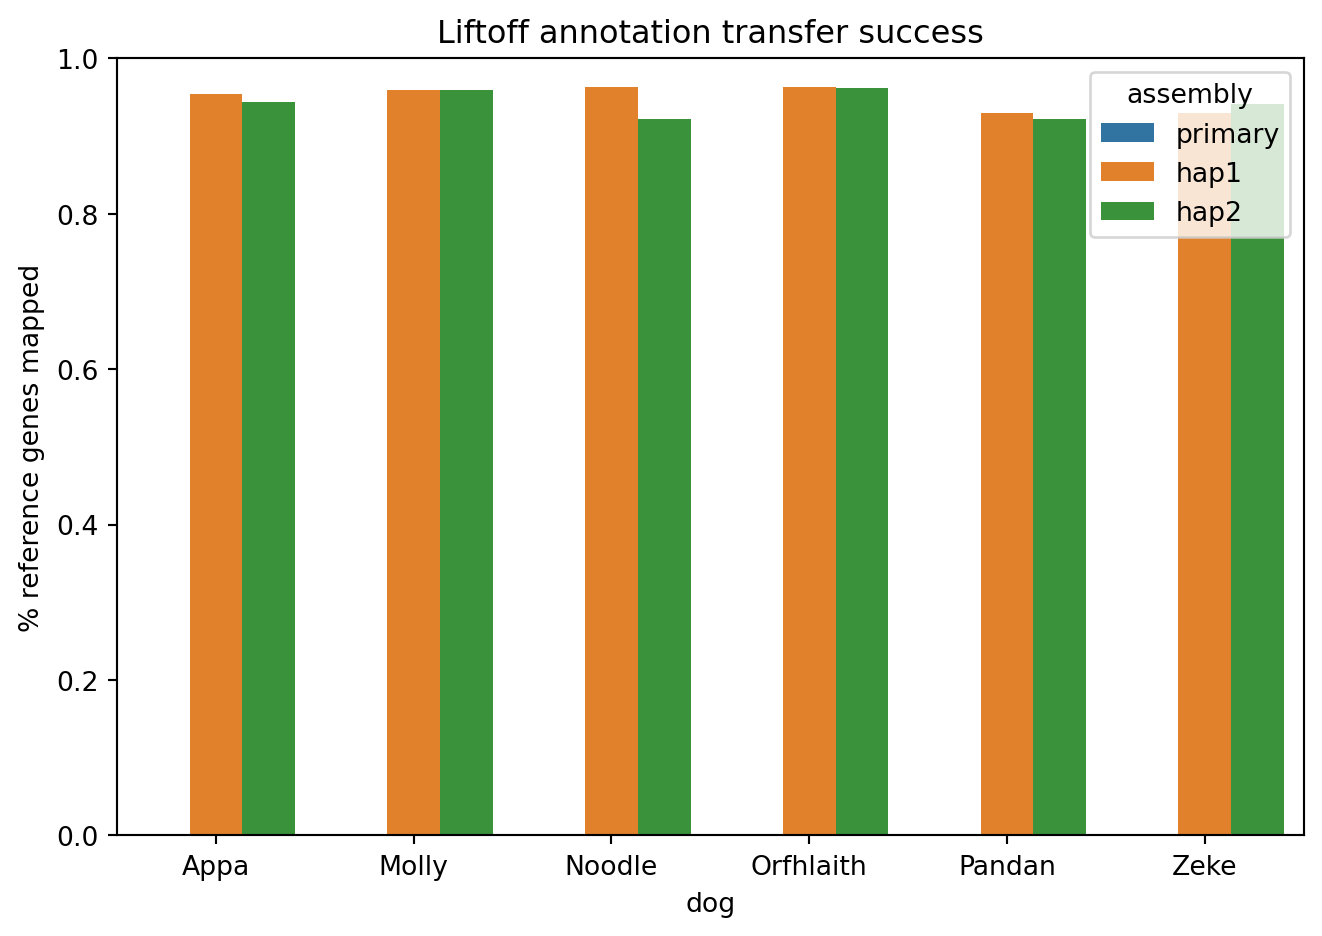 Liftoff annotation transfer success
% reference genes mapped
1.0
0.8
0.6
0.4
0.2
0.0
assembly
primary
hap1
hap2
Appa Molly Noodle Orfhlaith Pandan Zeke
dog